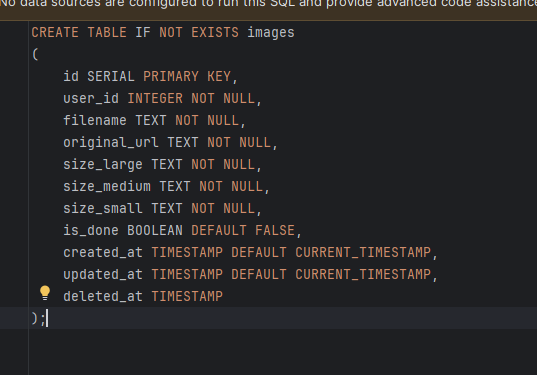 No data sources are configured to run this SQL and provide advanced code assistance
CREATE TABLE IF NOT EXISTS images
(
id SERIAL PRIMARY KEY,
user_id INTEGER NOT NULL,
filename TEXT NOT NULL,
original_url TEXT NOT NULL,
size_large TEXT NOT NULL,
size_medium TEXT NOT NULL,
size_small TEXT NOT NULL,
is_done BOOLEAN DEFAULT FALSE,
created_at TIMESTAMP DEFAULT CURRENT_TIMESTAMP,
updated_at TIMESTAMP DEFAULT CURRENT_TIMESTAMP,
deleted_at TIMESTAMP
);